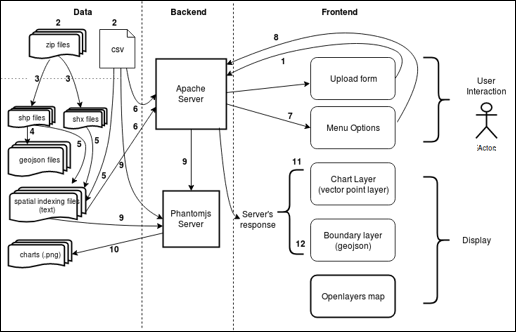 Data
Backend
Frontend
2
2
8
zip files
csv
1
Apache
Server
Upload form
User
Interaction
3
3
6
7
Menu Options
shp files
shx files
6
Actor
4
5
5
9
9
geojson files
11
Chart Layer
(vector point layer)
spatial indexing files
(text)
9
Phantomjs
Server
Server's
response
12
Boundary layer
(geojson)
Display
charts (.png)
10
Openlayers map